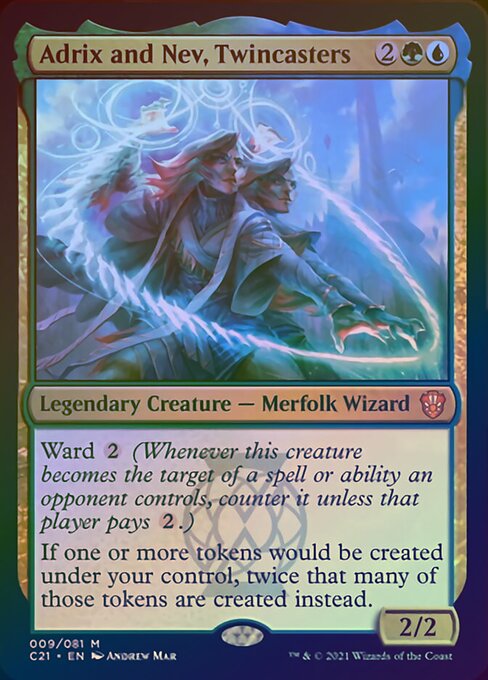 Adrix and Nev, Twincasters 2
Legendary Creature — Merfolk Wizard
Ward 2 (Whenever this creature
becomes the target of a spell or ability an
opponent controls, counter it unless that
player pays 2.)
If one or more tokens would be created
under your control, twice that many of
those tokens are created instead.
2/2
009/081 M
C21 • EN Andrew Mar
™ & © 2021 Wizards of the Coast